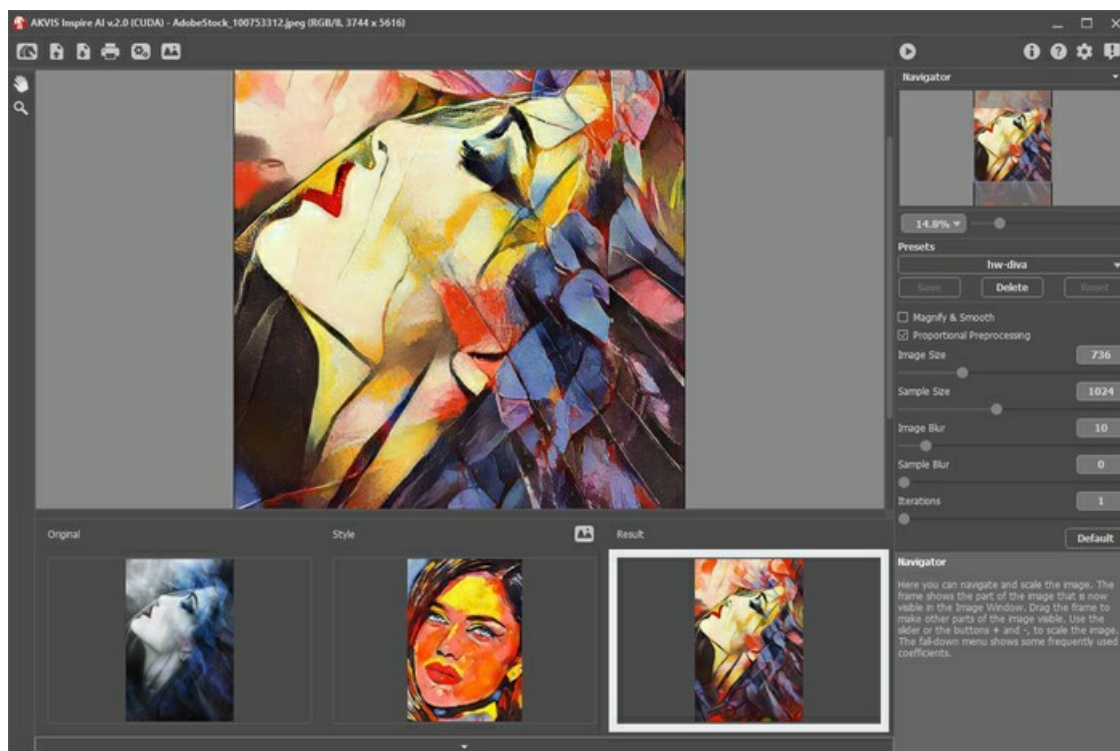 AKVIS Inspire AI v.2.0 (CUDA) - AdobeStock_100753312.jpeg (RGB/8, 3744 x 5616)
Navigator
14.8%
Presets
hw-diva
Save
Delete
Reset
Magnify & Smooth
Proportional Preprocessing
Image Size
736
Sample Size
1024
Image Blur
10
Sample Blur
0
Iterations
1
Default
Original
Style
Result
Navigator
Here you can navigate and scale the image. The
frame shows the part of the image that is now
visible in the Image Window. Drag the frame to
make other parts of the image visible. Use the
slider or the buttons + and -, to scale the image.
The fall-down menu shows some frequently used
coefficients.